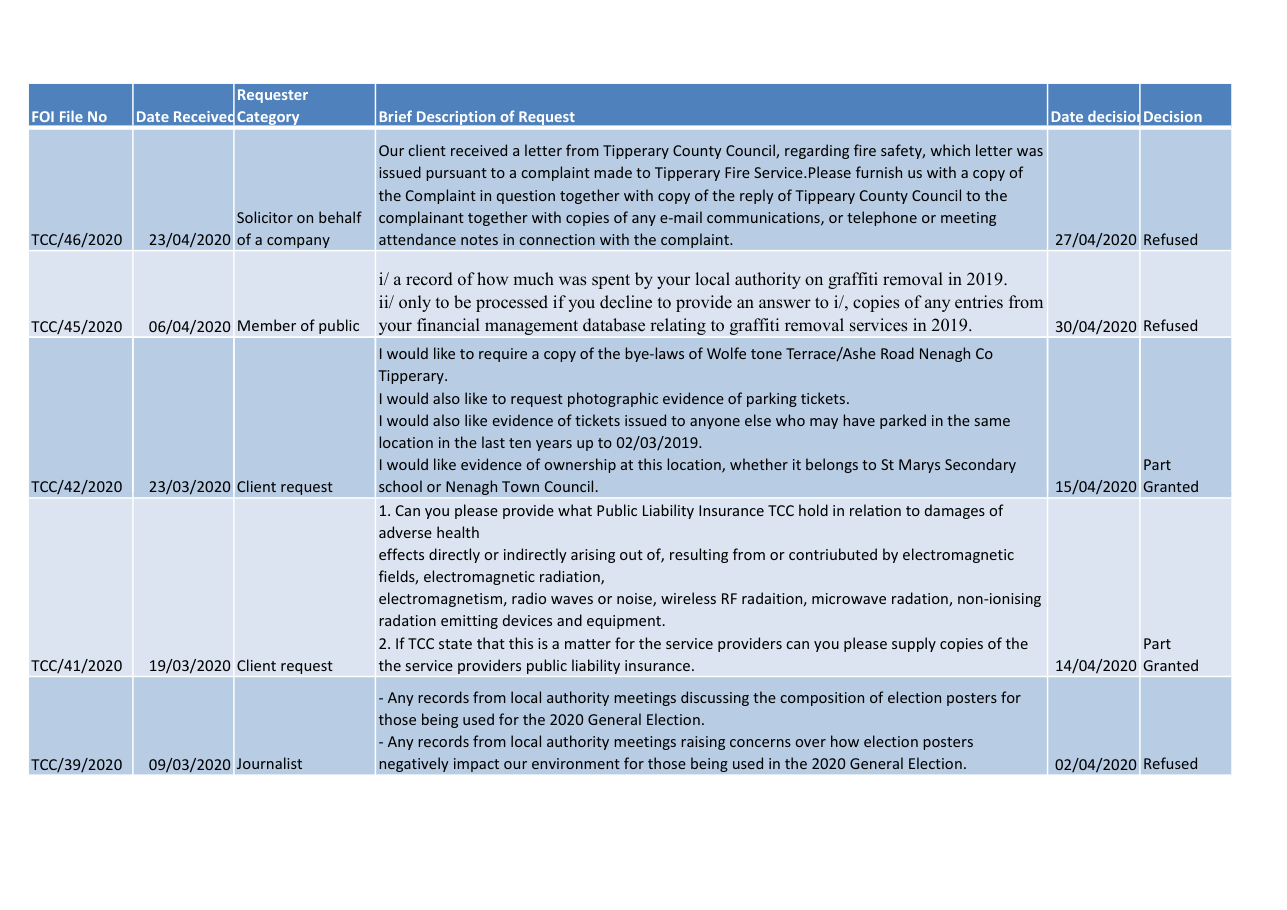 FOI File No Date Received Requester Category Brief Description of Request Date decision Decision
Our client received a letter from Tipperary County Council, regarding fire safety, which letter was
issued pursuant to a complaint made to Tipperary Fire Service.Please furnish us with a copy of
the Complaint in question together with copy of the reply of Tippeary County Council to the
Solicitor on behalf complainant together with copies of any e-mail communications, or telephone or meeting
TCC/46/2020 23/04/2020 of a company attendance notes in connection with the complaint. 27/04/2020 Refused
i/ a record of how much was spent by your local authority on graffiti removal in 2019.
ii/ only to be processed if you decline to provide an answer to i/, copies of any entries from
TCC/45/2020 06/04/2020 Member of public your financial management database relating to graffiti removal services in 2019. 30/04/2020 Refused
I would like to require a copy of the bye-laws of Wolfe tone Terrace/Ashe Road Nenagh Co
Tipperary.
I would also like to request photographic evidence of parking tickets.
I would also like evidence of tickets issued to anyone else who may have parked in the same
location in the last ten years up to 02/03/2019.
I would like evidence of ownership at this location, whether it belongs to St Marys Secondary Part
TCC/42/2020 23/03/2020 Client request school or Nenagh Town Council. 15/04/2020 Granted
1. Can you please provide what Public Liability Insurance TCC hold in relation to damages of
adverse health
effects directly or indirectly arising out of, resulting from or contriubuted by electromagnetic
fields, electromagnetic radiation,
electromagnetism, radio waves or noise, wireless RF radaition, microwave radation, non-ionising
radation emitting devices and equipment.
2. If TCC state that this is a matter for the service providers can you please supply copies of the Part
TCC/41/2020 19/03/2020 Client request the service providers public liability insurance. 14/04/2020 Granted
- Any records from local authority meetings discussing the composition of election posters for
those being used for the 2020 General Election.
- Any records from local authority meetings raising concerns over how election posters
TCC/39/2020 09/03/2020 Journalist negatively impact our environment for those being used in the 2020 General Election. 02/04/2020 Refused